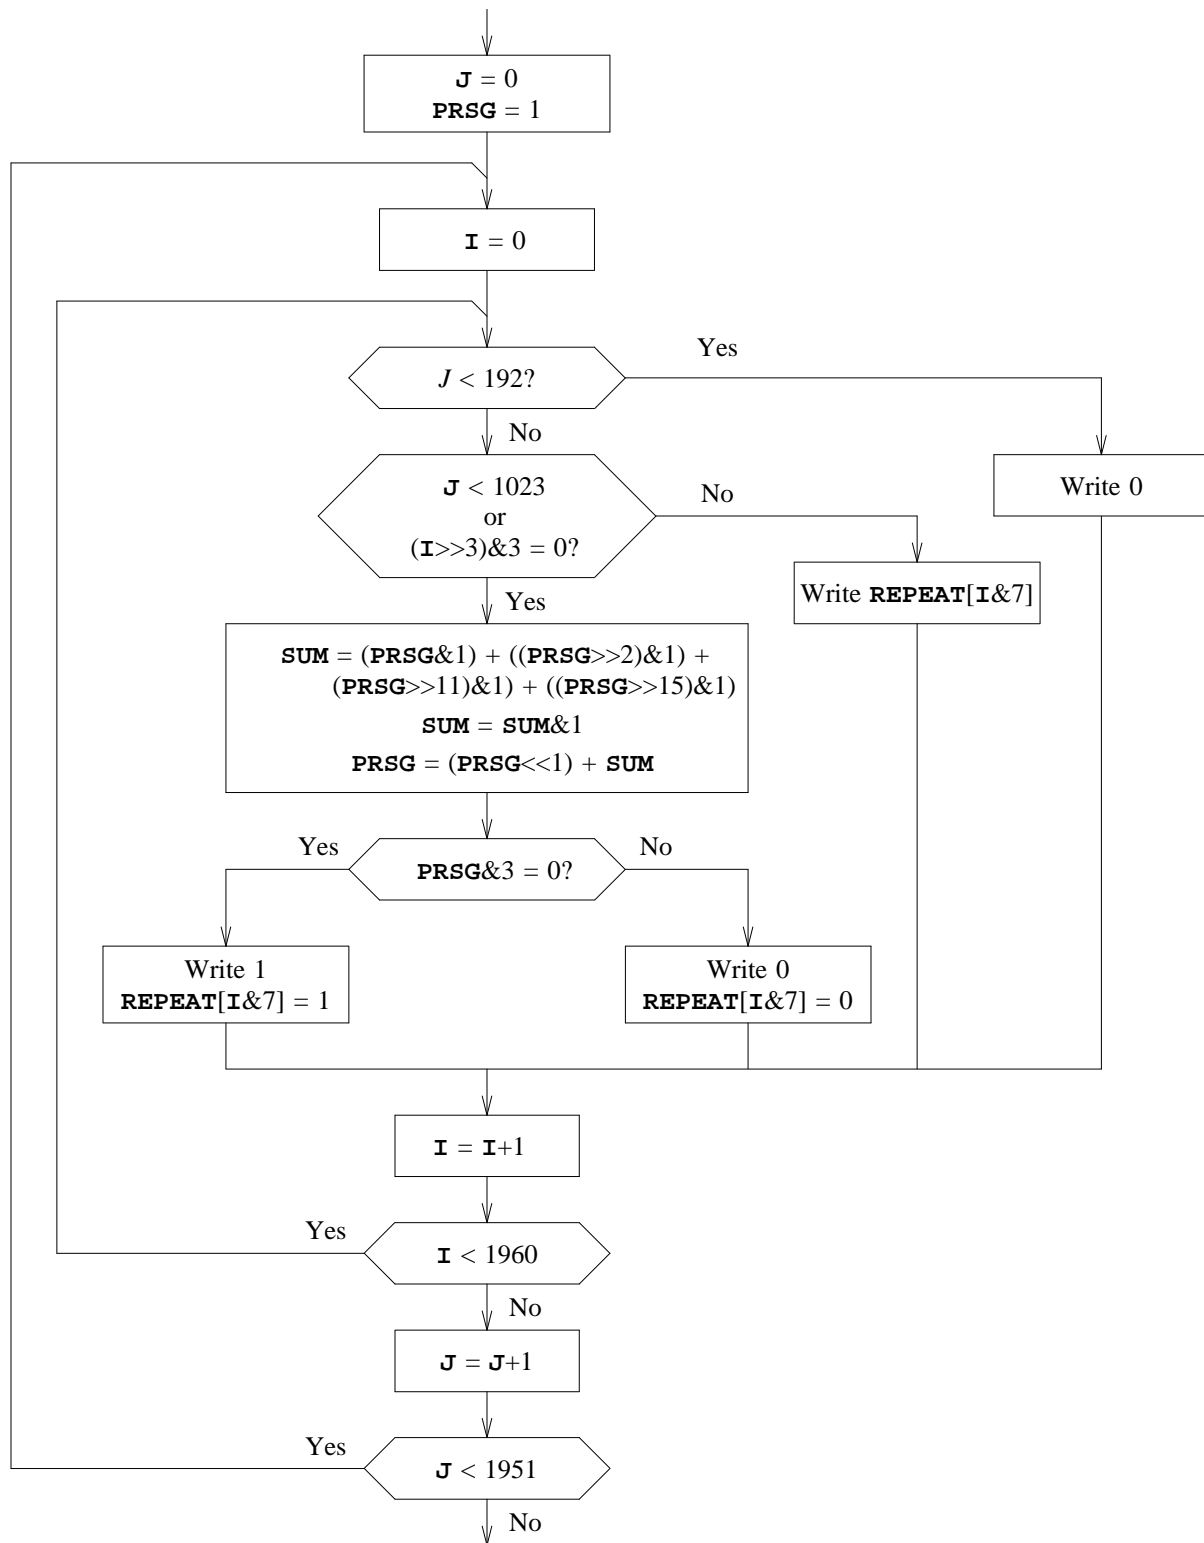 J = 0
PRSG = 1
I = 0
J < 192?
Yes
No
J < 1023
or
(I>>3)&3 = 0?
No
Write 0
Write REPEAT[I&7]
Yes
SUM = (PRSG&1) + ((PRSG>>2)&1) +
(PRSG>>11)&1) + ((PRSG>>15)&1)
SUM = SUM&1
PRSG = (PRSG<<1) + SUM
Yes
PRSG&3 = 0?
No
Write 1
REPEAT[I&7] = 1
Write 0
REPEAT[I&7] = 0
I = I+1
Yes
I < 1960
No
J = J+1
Yes
J < 1951
No